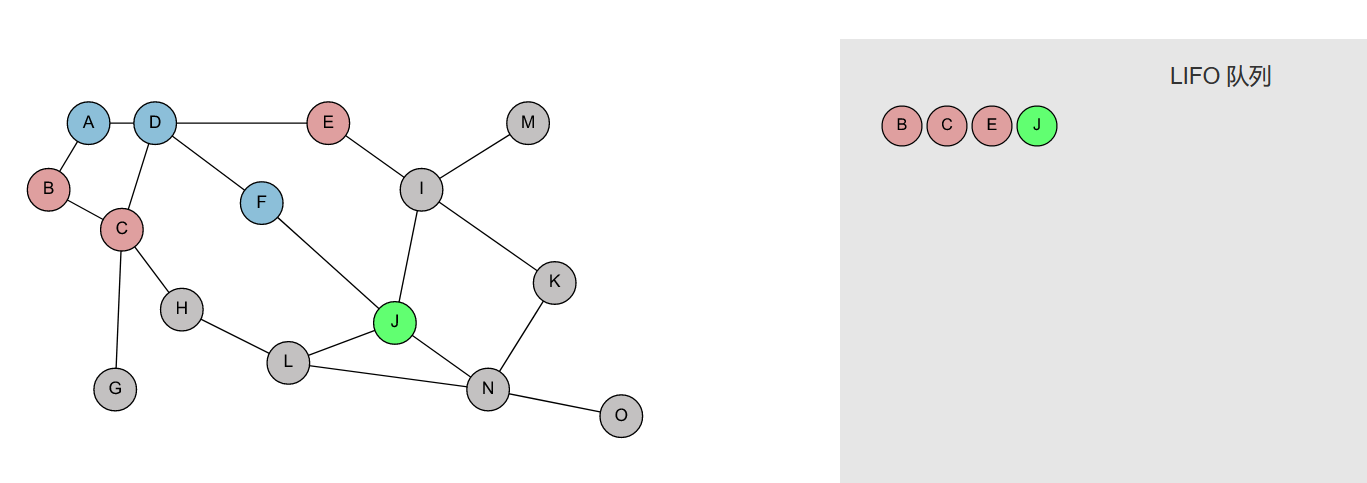 LIFO 队列
B C E J
A D E M
B F I
C
H K
J
L
G N
O